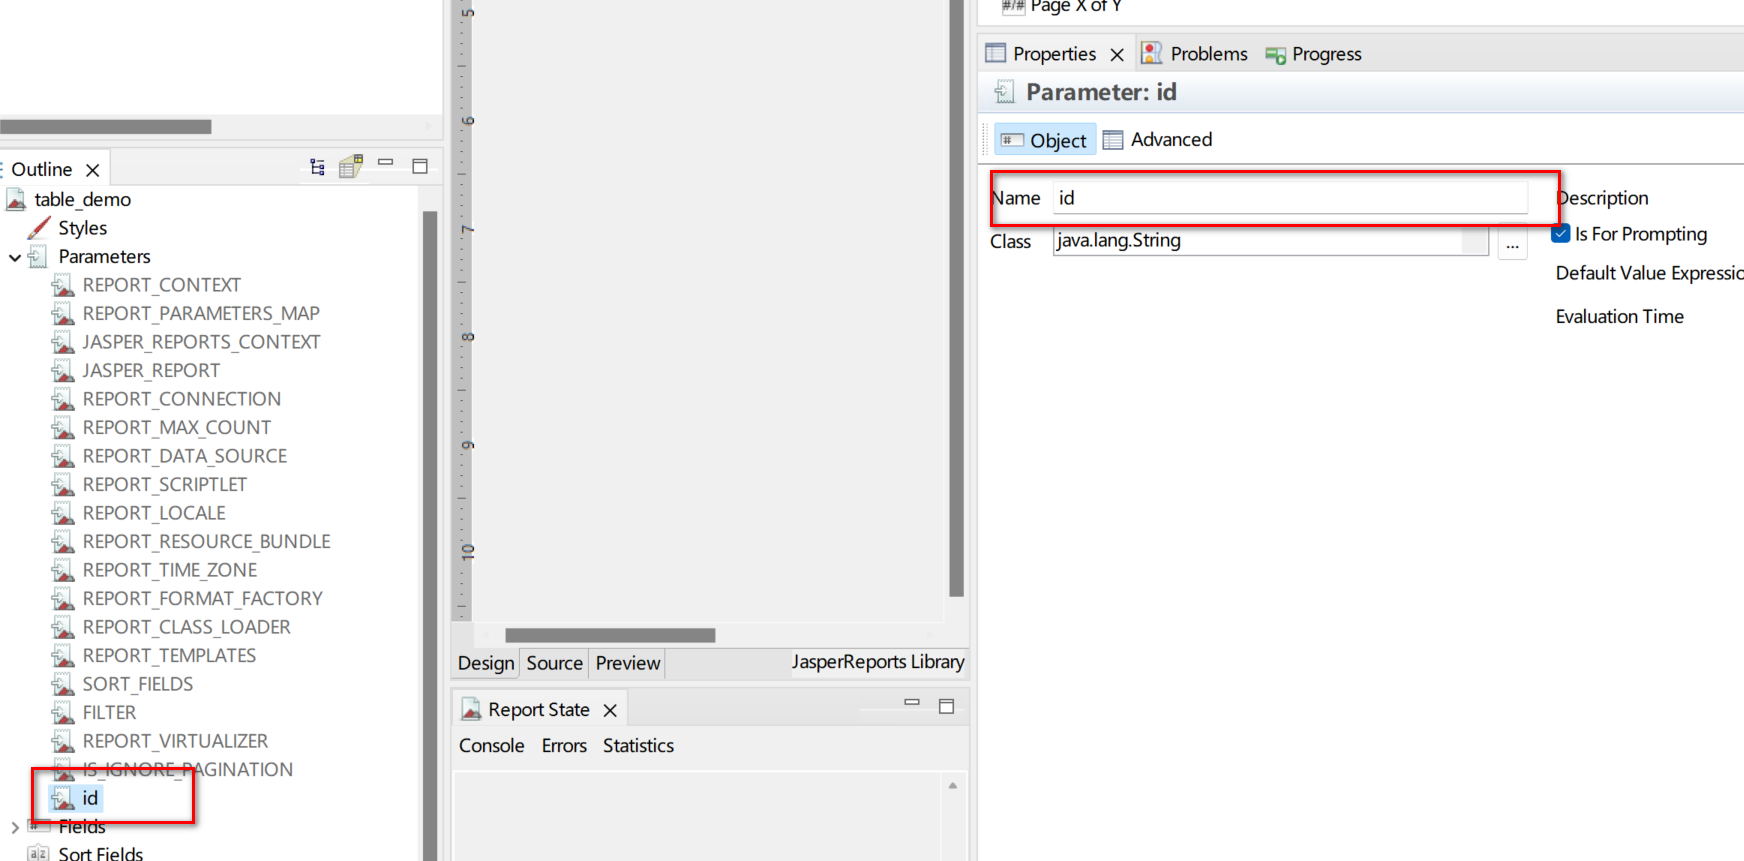 Outline
table_demo
Styles
Parameters
REPORT_CONTEXT
REPORT_PARAMETERS_MAP
JASPER_REPORTS_CONTEXT
JASPER_REPORT
REPORT_CONNECTION
REPORT_MAX_COUNT
REPORT_DATA_SOURCE
REPORT_SCRIPTLET
REPORT_LOCALE
REPORT_RESOURCE_BUNDLE
REPORT_TIME_ZONE
REPORT_FORMAT_FACTORY
REPORT_CLASS_LOADER
REPORT_TEMPLATES
SORT_FIELDS
FILTER
REPORT_VIRTUALIZER
IS_IGNORE_PAGINATION
id
Fields
Sort Fields
5
6
7
8
9
10
Design Source Preview JasperReports Library
Report State
Console Errors Statistics
Page X of Y
Properties Problems Progress
Parameter: id
Object Advanced
Name id Description
Class java.lang.String ... Is For Prompting
Default Value Expressio
Evaluation Time